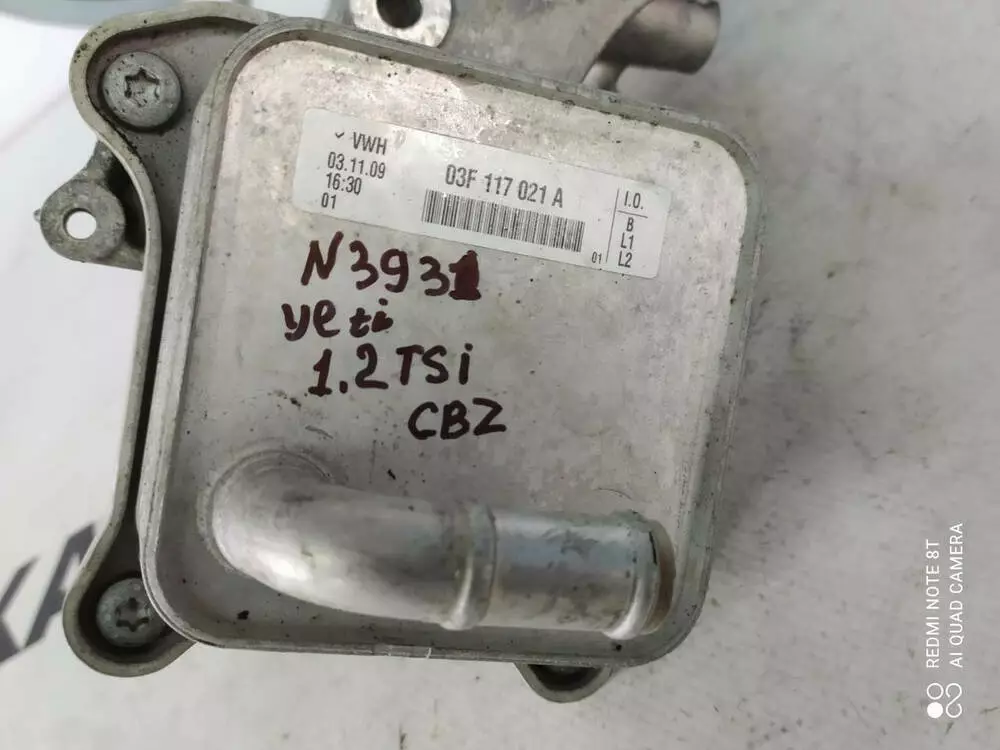 ✓ VWH
03.11.09
16:30
01
03F 117 021 A
01
I.O.
B
L1
L2
N3931
yeti
1.2TSi
CBZ
REDMI NOTE 8T
AI QUAD CAMERA